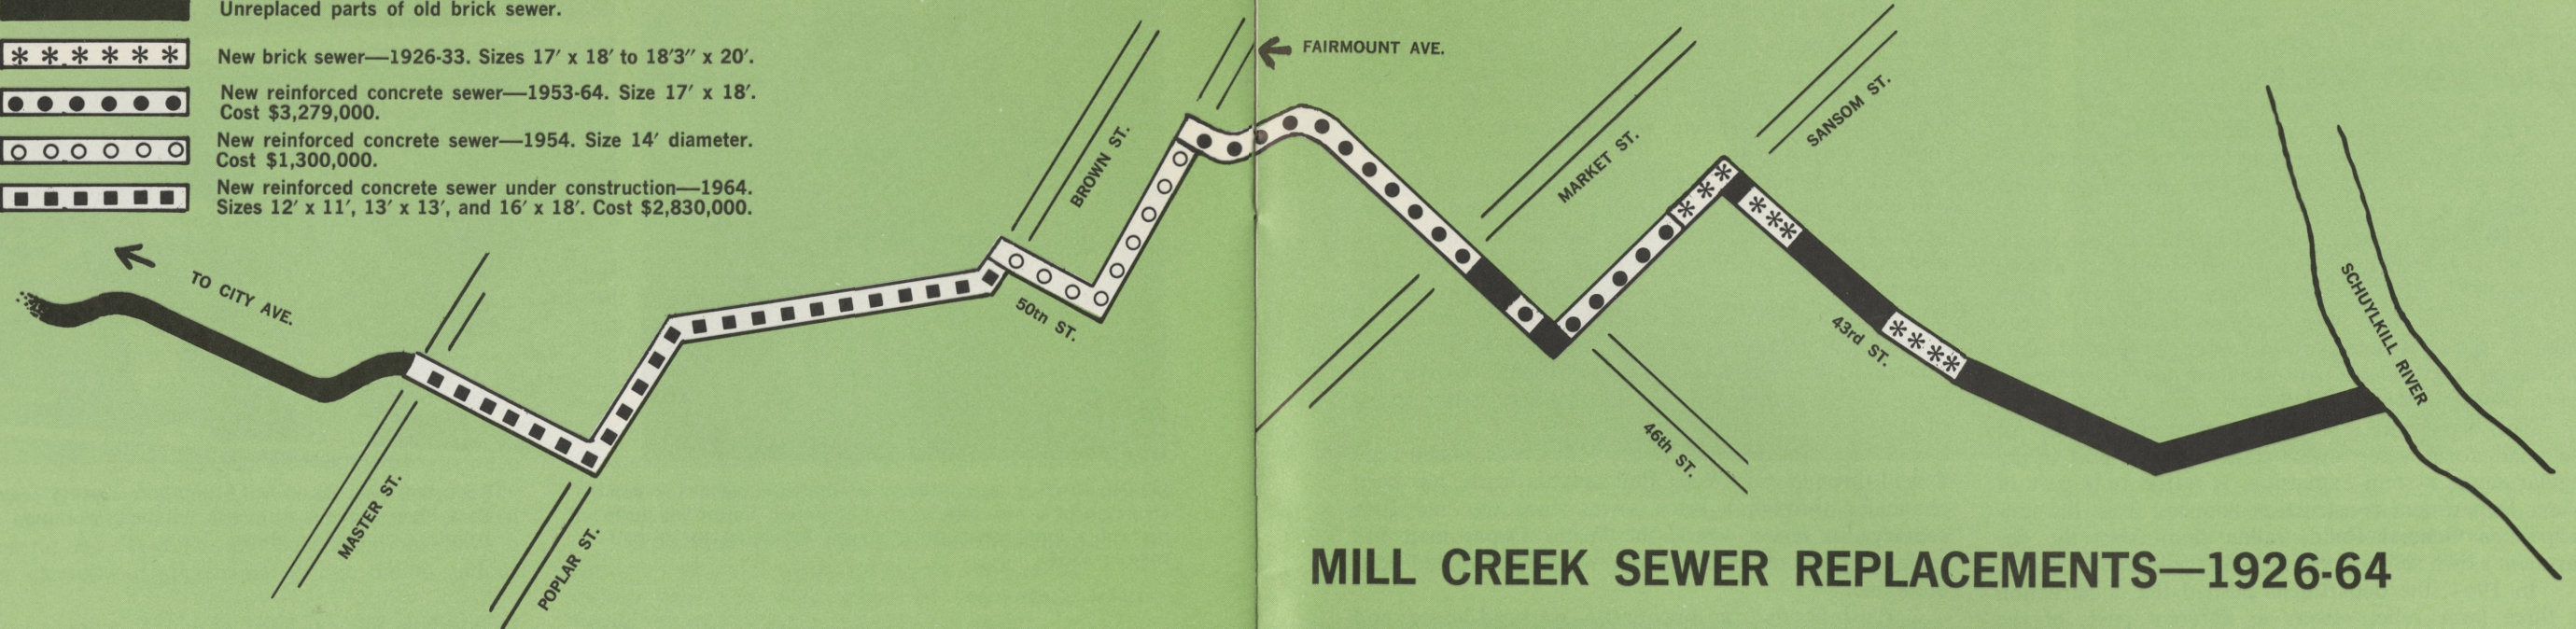 Unreplaced parts of old brick sewer.
New brick sewer—1926-33. Sizes 17′ x 18′ to 18′3″ x 20′.
New reinforced concrete sewer—1953-64. Size 17′ x 18′.
Cost $3,279,000.
New reinforced concrete sewer—1954. Size 14′ diameter.
Cost $1,300,000.
New reinforced concrete sewer under construction—1964.
Sizes 12′ x 11′, 13′ x 13′, and 16′ x 18′. Cost $2,830,000.
TO CITY AVE.
MASTER ST.
POPLAR ST.
50th ST.
BROWN ST.
FAIRMOUNT AVE.
MARKET ST.
SANSOM ST.
46th ST.
43rd ST.
SCHUYLKILL RIVER
MILL CREEK SEWER REPLACEMENTS—1926-64